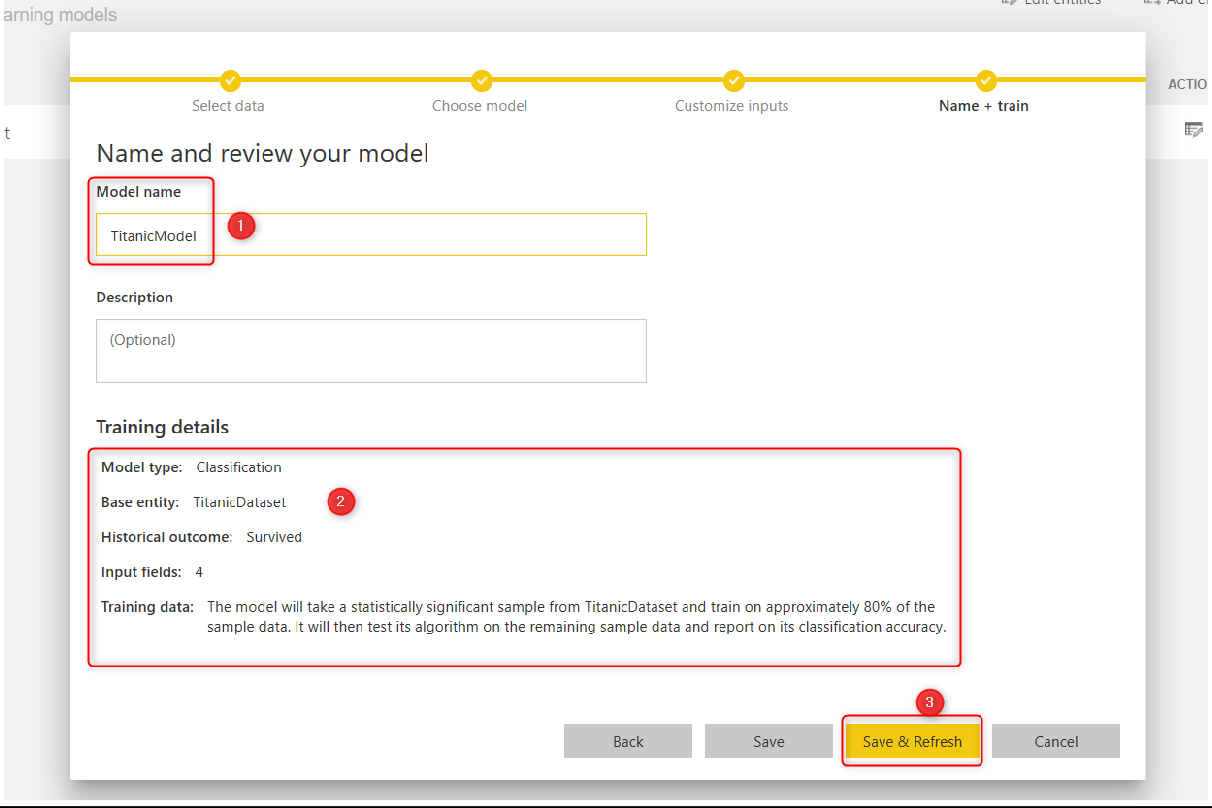 arning models
Edit entities
Add e
ACTIO
t
Select data
Choose model
Customize inputs
Name + train
Name and review your model
Model name
TitanicModel
1
Description
(Optional)
Training details
Model type: Classification
Base entity: TitanicDataset
2
Historical outcome: Survived
Input fields: 4
Training data: The model will take a statistically significant sample from TitanicDataset and train on approximately 80% of the
sample data. It will then test its algorithm on the remaining sample data and report on its classification accuracy.
3
Back
Save
Save & Refresh
Cancel